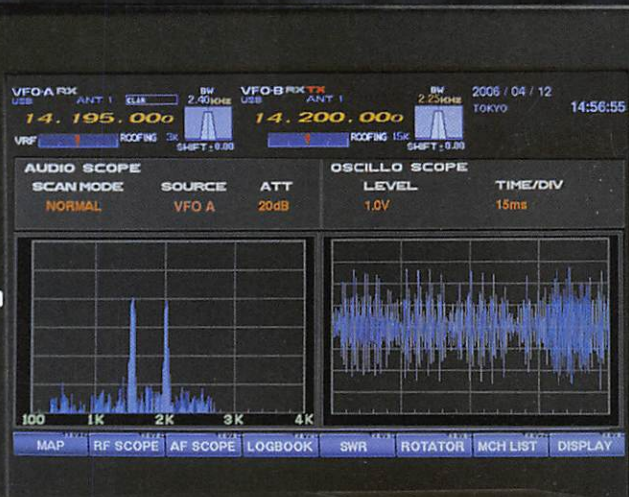 VFO-A RX
USB ANT 1 CLAR
BW
2.40KHZ
14.195.000
VRF ROOFING 3K
SHIFT ± 0.00
VFO-B RX TX
USB ANT 1
BW
2.25KHZ
14.200.000
ROOFING 15K
SHIFT ± 0.00
2006 / 04 / 12
TOKYO 14:56:55
AUDIO SCOPE
SCAN MODE SOURCE ATT
NORMAL VFO A 20dB
OSCILLO SCOPE
LEVEL TIME/DIV
1.0V 15ms
100 1K 2K 3K 4K
MAP RF SCOPE AF SCOPE LOGBOOK SWR ROTATOR MCH LIST DISPLAY